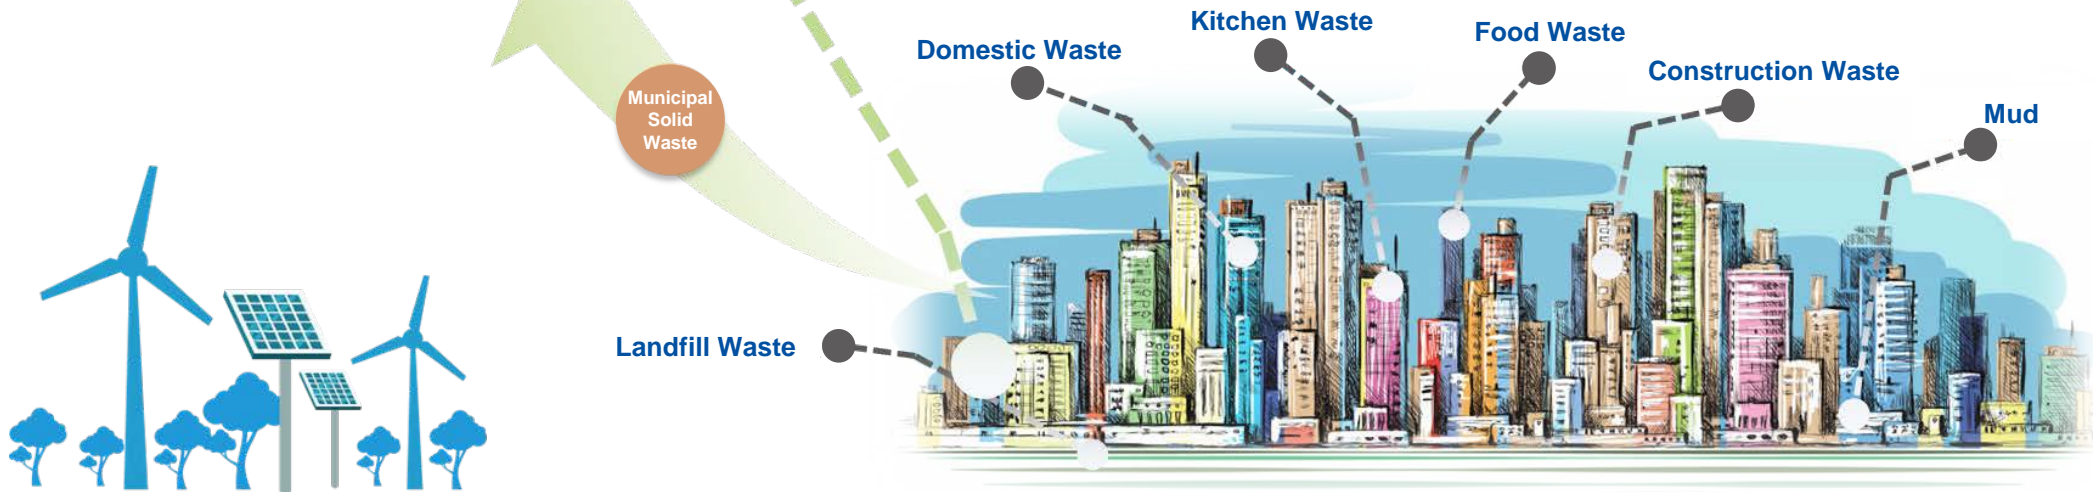 Kitchen Waste
Food Waste
Domestic Waste
Construction Waste
Municipal
Solid
Waste
Mud
Landfill Waste